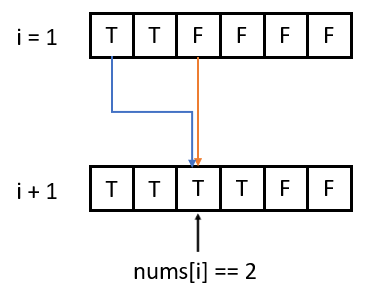 i = 1 T T F F F F
i + 1 T T T T F F
nums[i] == 2